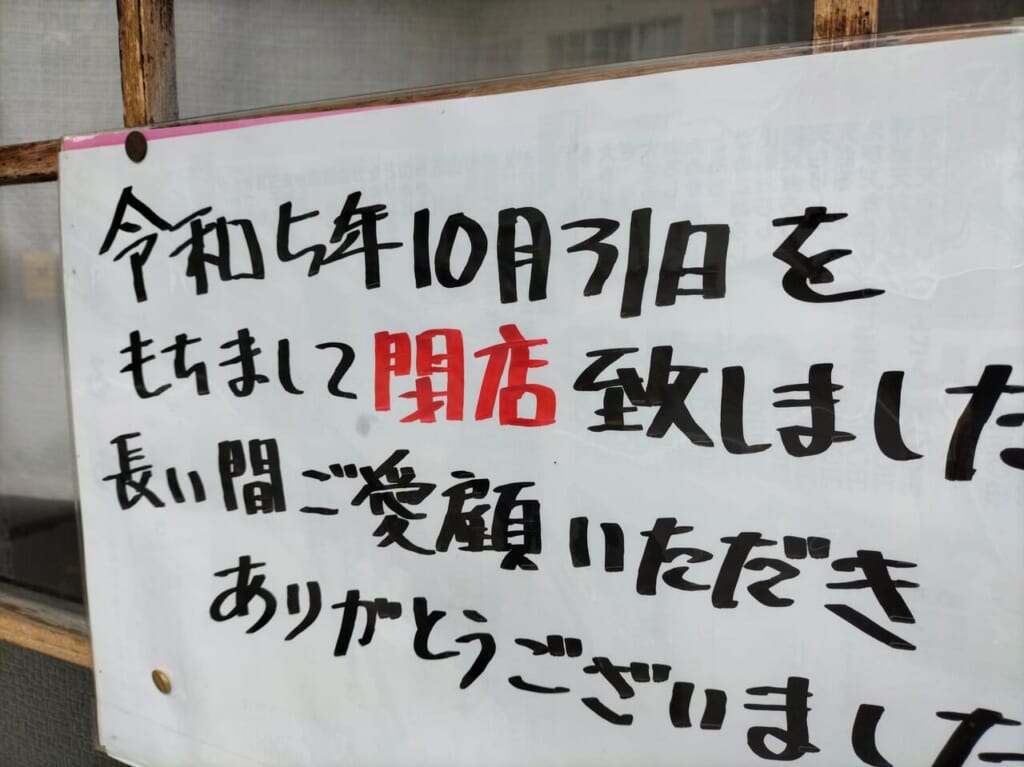 令和5年10月31日を
もちまして閉店致しました
長い間ご愛顧いただき
ありがとうございました